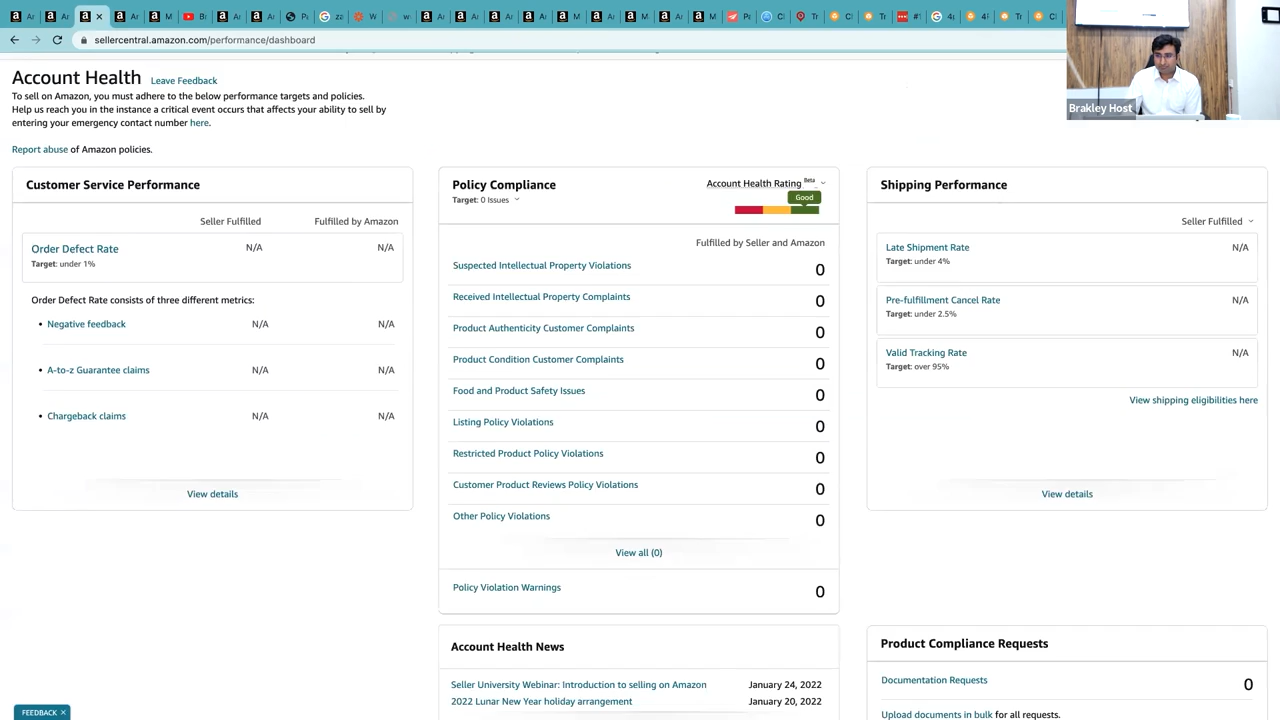 sellercentral.amazon.com/performance/dashboard
Brakley Host
Account Health
Leave Feedback
To sell on Amazon, you must adhere to the below performance targets and policies.
Help us reach you in the instance a critical event occurs that affects your ability to sell by
entering your emergency contact number here.
Report abuse of Amazon policies.
Customer Service Performance
Seller Fulfilled Fulfilled by Amazon
Order Defect Rate N/A N/A
Target: under 1%
Order Defect Rate consists of three different metrics:
• Negative feedback N/A N/A
• A-to-z Guarantee claims N/A N/A
• Chargeback claims N/A N/A
View details
Policy Compliance
Account Health Rating Beta
Target: 0 Issues
Good
Fulfilled by Seller and Amazon
Suspected Intellectual Property Violations 0
Received Intellectual Property Complaints 0
Product Authenticity Customer Complaints 0
Product Condition Customer Complaints 0
Food and Product Safety Issues 0
Listing Policy Violations 0
Restricted Product Policy Violations 0
Customer Product Reviews Policy Violations 0
Other Policy Violations 0
View all (0)
Policy Violation Warnings 0
Shipping Performance
Seller Fulfilled
Late Shipment Rate N/A
Target: under 4%
Pre-fulfillment Cancel Rate N/A
Target: under 2.5%
Valid Tracking Rate N/A
Target: over 95%
View shipping eligibilities here
View details
Account Health News
Seller University Webinar: Introduction to selling on Amazon January 24, 2022
2022 Lunar New Year holiday arrangement January 20, 2022
Product Compliance Requests
Documentation Requests 0
Upload documents in bulk for all requests.
FEEDBACK ×